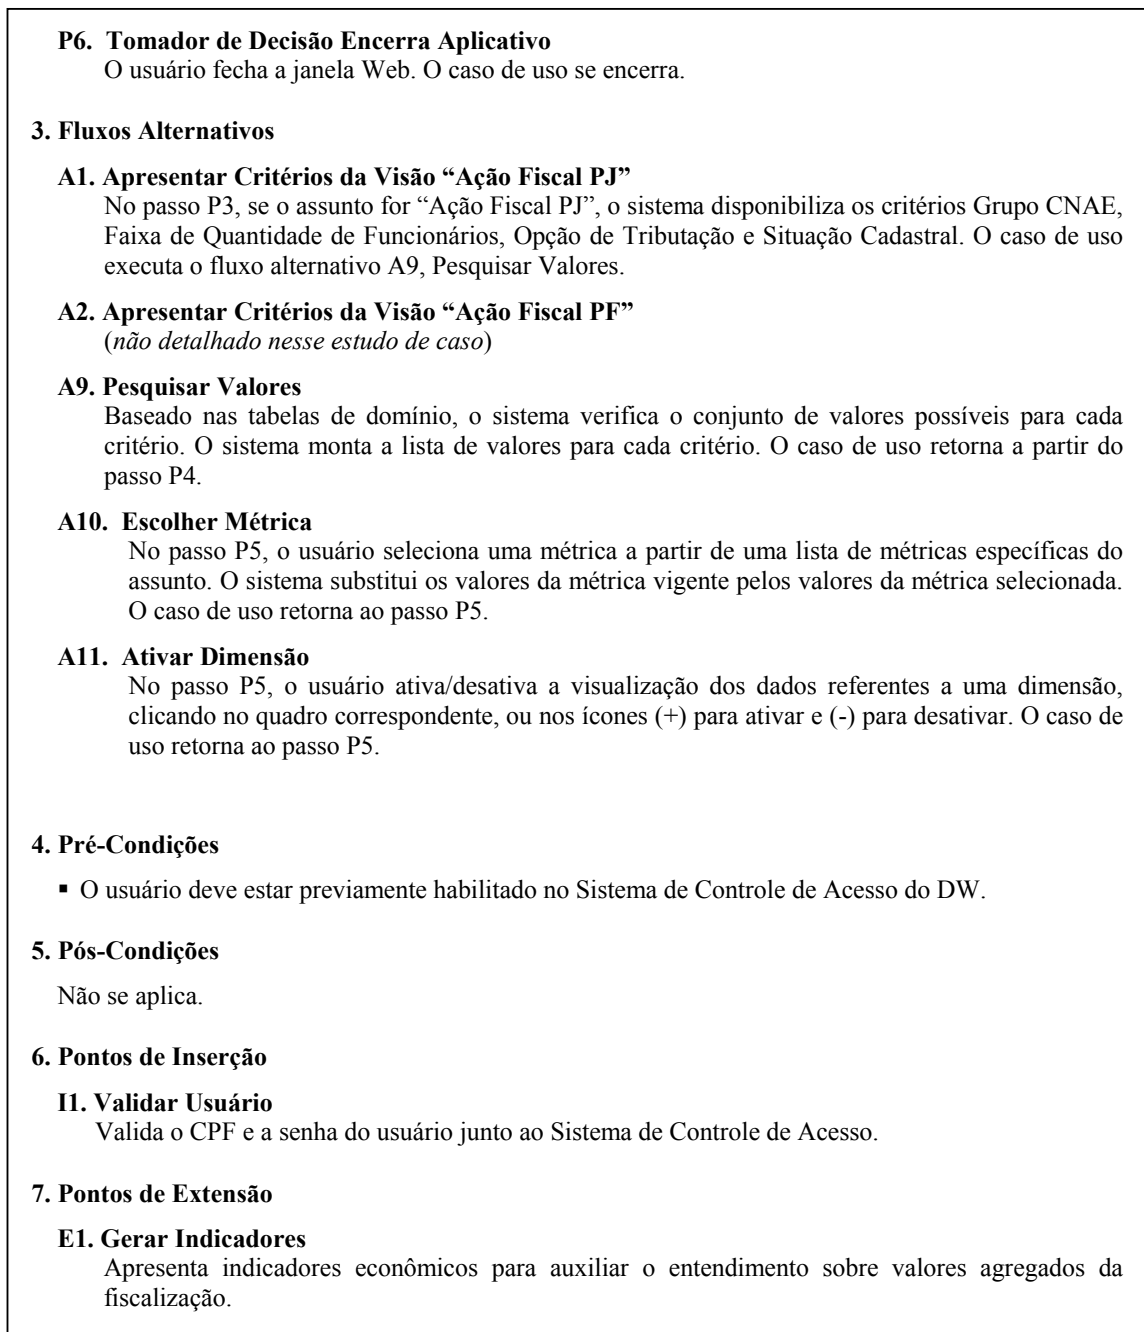 P6. Tomador de Decisão Encerra Aplicativo
O usuário fecha a janela Web. O caso de uso se encerra.
3. Fluxos Alternativos
A1. Apresentar Critérios da Visão “Ação Fiscal PJ”
No passo P3, se o assunto for “Ação Fiscal PJ”, o sistema disponibiliza os critérios Grupo CNAE,
Faixa de Quantidade de Funcionários, Opção de Tributação e Situação Cadastral. O caso de uso
executa o fluxo alternativo A9, Pesquisar Valores.
A2. Apresentar Critérios da Visão “Ação Fiscal PF”
(não detalhado nesse estudo de caso)
A9. Pesquisar Valores
Baseado nas tabelas de domínio, o sistema verifica o conjunto de valores possíveis para cada
critério. O sistema monta a lista de valores para cada critério. O caso de uso retorna a partir do
passo P4.
A10. Escolher Métrica
No passo P5, o usuário seleciona uma métrica a partir de uma lista de métricas específicas do
assunto. O sistema substitui os valores da métrica vigente pelos valores da métrica selecionada.
O caso de uso retorna ao passo P5.
A11. Ativar Dimensão
No passo P5, o usuário ativa/desativa a visualização dos dados referentes a uma dimensão,
clicando no quadro correspondente, ou nos ícones (+) para ativar e (-) para desativar. O caso de
uso retorna ao passo P5.
4. Pré-Condições
▪ O usuário deve estar previamente habilitado no Sistema de Controle de Acesso do DW.
5. Pós-Condições
Não se aplica.
6. Pontos de Inserção
I1. Validar Usuário
Valida o CPF e a senha do usuário junto ao Sistema de Controle de Acesso.
7. Pontos de Extensão
E1. Gerar Indicadores
Apresenta indicadores econômicos para auxiliar o entendimento sobre valores agregados da
fiscalização.